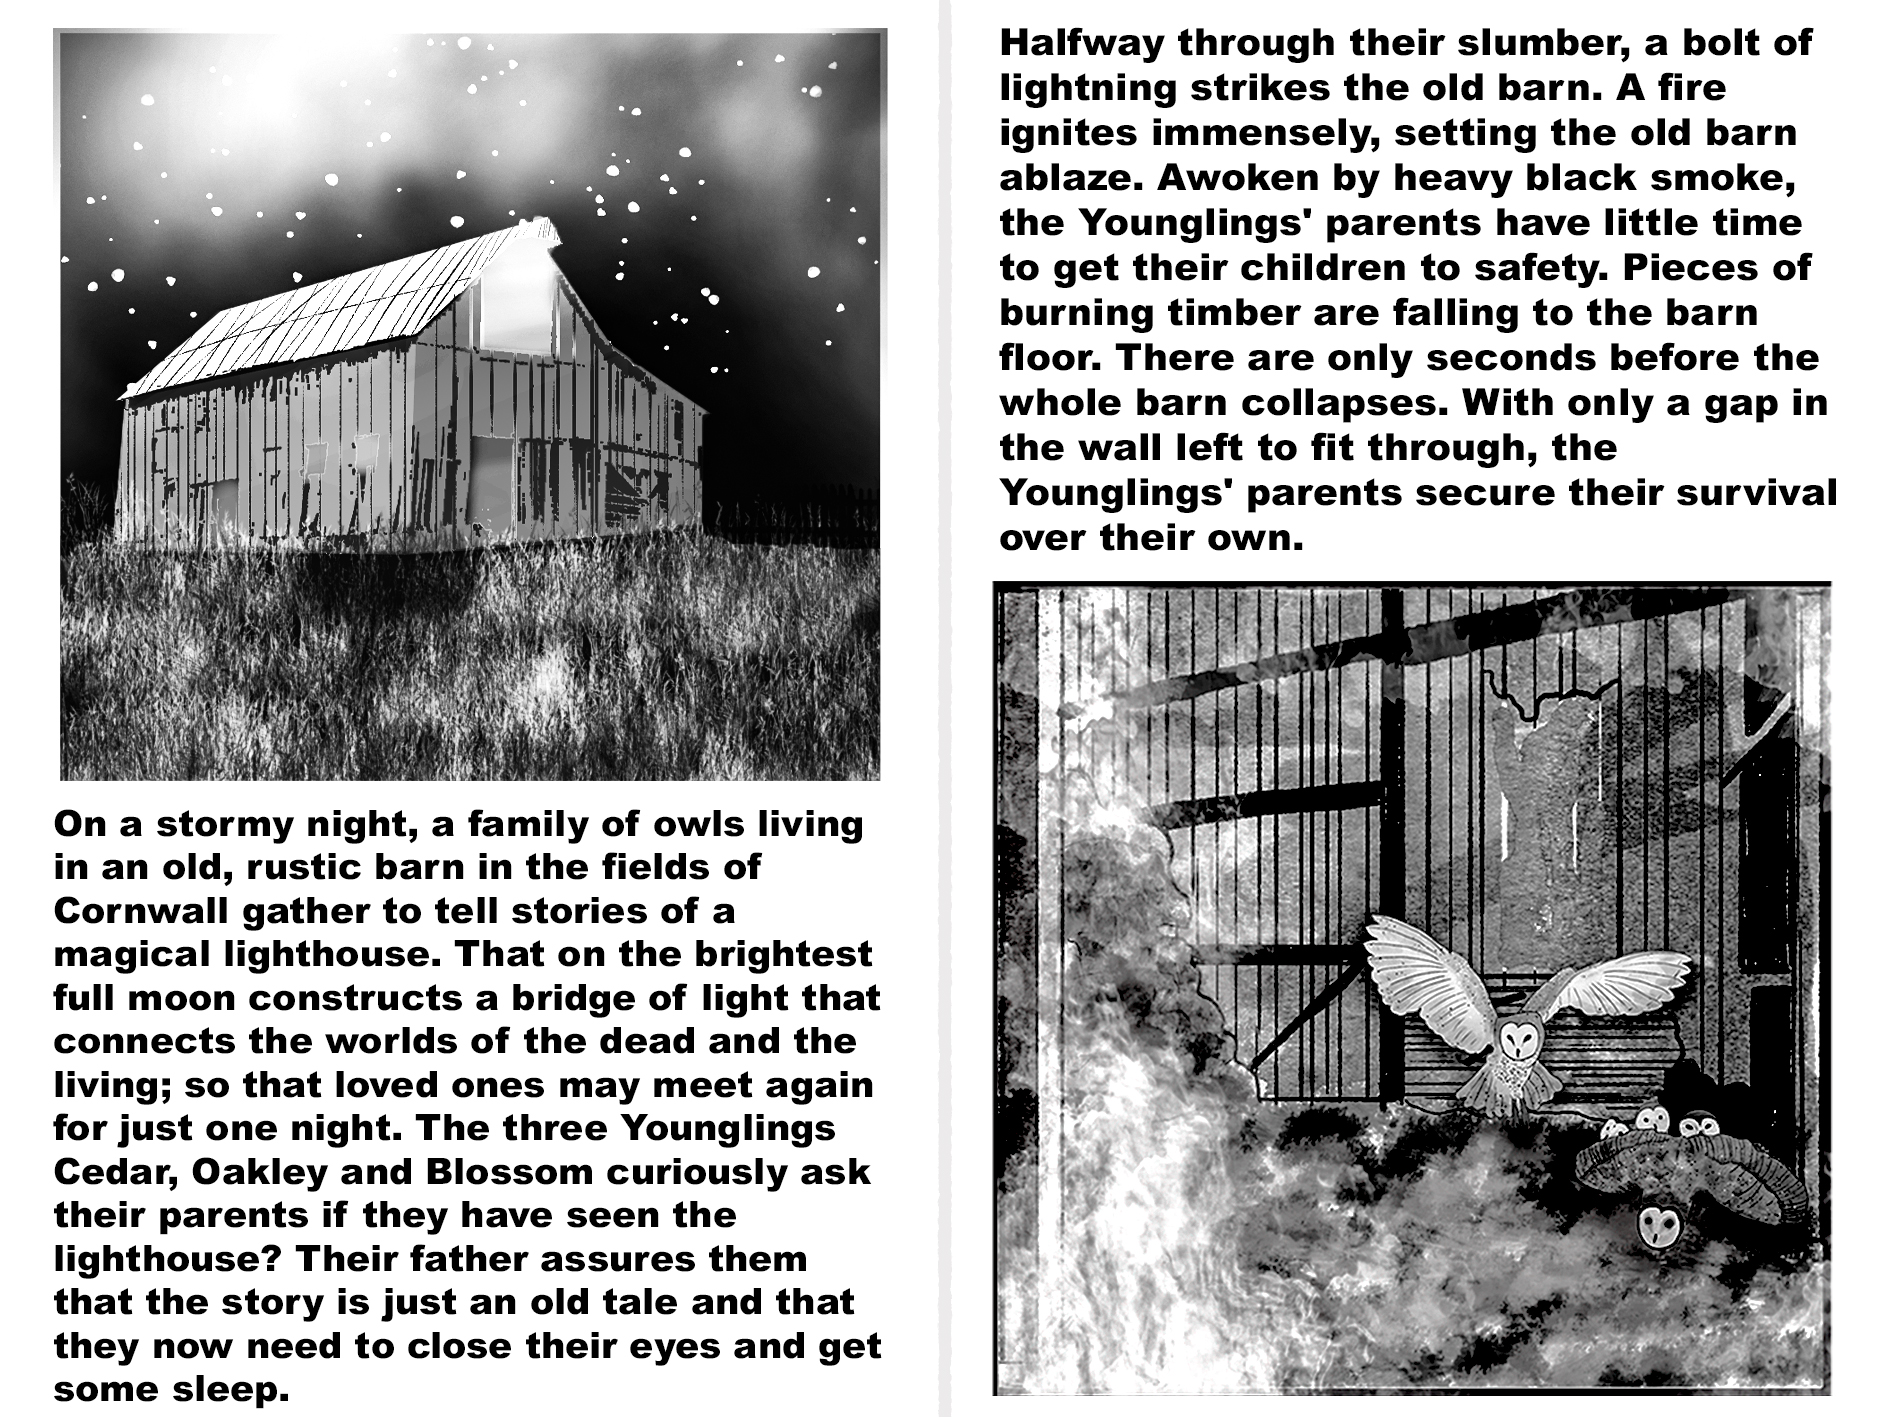 On a stormy night, a family of owls living
in an old, rustic barn in the fields of
Cornwall gather to tell stories of a
magical lighthouse. That on the brightest
full moon constructs a bridge of light that
connects the worlds of the dead and the
living; so that loved ones may meet again
for just one night. The three Younglings
Cedar, Oakley and Blossom curiously ask
their parents if they have seen the
lighthouse? Their father assures them
that the story is just an old tale and that
they now need to close their eyes and get
some sleep.
Halfway through their slumber, a bolt of
lightning strikes the old barn. A fire
ignites immensely, setting the old barn
ablaze. Awoken by heavy black smoke,
the Younglings' parents have little time
to get their children to safety. Pieces of
burning timber are falling to the barn
floor. There are only seconds before the
whole barn collapses. With only a gap in
the wall left to fit through, the
Younglings' parents secure their survival
over their own.